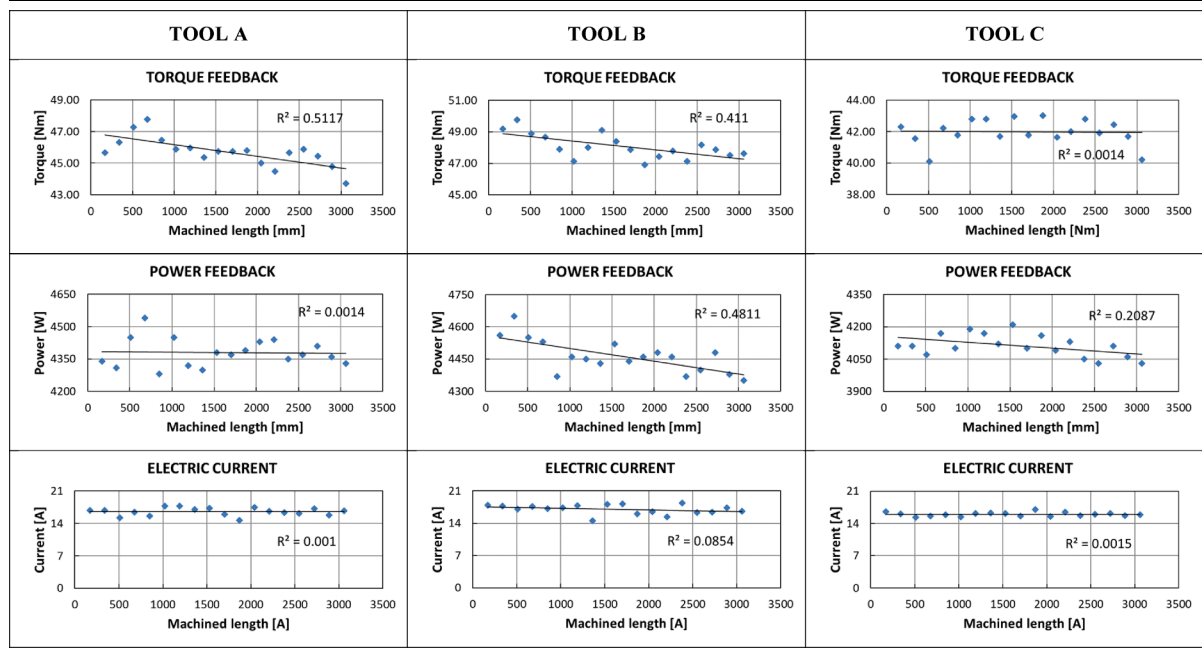 TOOL A TOOL B TOOL C
TORQUE FEEDBACK
49.00
47.00
45.00
43.00
Torque [Nm]
R² = 0.5117
0 500 1000 1500 2000 2500 3000 3500
Machined length [mm]
TORQUE FEEDBACK
51.00
49.00
47.00
45.00
Torque [Nm]
R² = 0.411
0 500 1000 1500 2000 2500 3000 3500
Machined length [mm]
TORQUE FEEDBACK
44.00
42.00
40.00
38.00
Torque [Nm]
R² = 0.0014
0 500 1000 1500 2000 2500 3000 3500
Machined length [Nm]
POWER FEEDBACK
4650
4500
4350
4200
Power [W]
R² = 0.0014
0 500 1000 1500 2000 2500 3000 3500
Machined length [mm]
POWER FEEDBACK
4750
4600
4450
4300
Power [W]
R² = 0.4811
0 500 1000 1500 2000 2500 3000 3500
Machined length [mm]
POWER FEEDBACK
4350
4200
4050
3900
Power [W]
R² = 0.2087
0 500 1000 1500 2000 2500 3000 3500
Machined length [mm]
ELECTRIC CURRENT
21
14
7
0
Current [A]
R² = 0.001
0 500 1000 1500 2000 2500 3000 3500
Machined length [A]
ELECTRIC CURRENT
21
14
7
0
Current [A]
R² = 0.0854
0 500 1000 1500 2000 2500 3000 3500
Machined length [A]
ELECTRIC CURRENT
21
14
7
0
Current [A]
R² = 0.0015
0 500 1000 1500 2000 2500 3000 3500
Machined length [A]